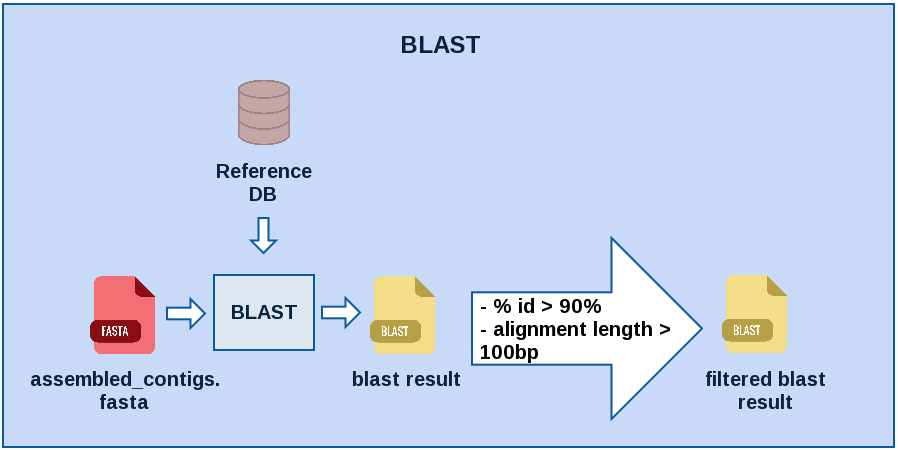 BLAST
Reference
DB
FASTA
BLAST
BLAST
- % id > 90%
- alignment length >
100bp
BLAST
assembled_contigs.
fasta
blast result
filtered blast
result